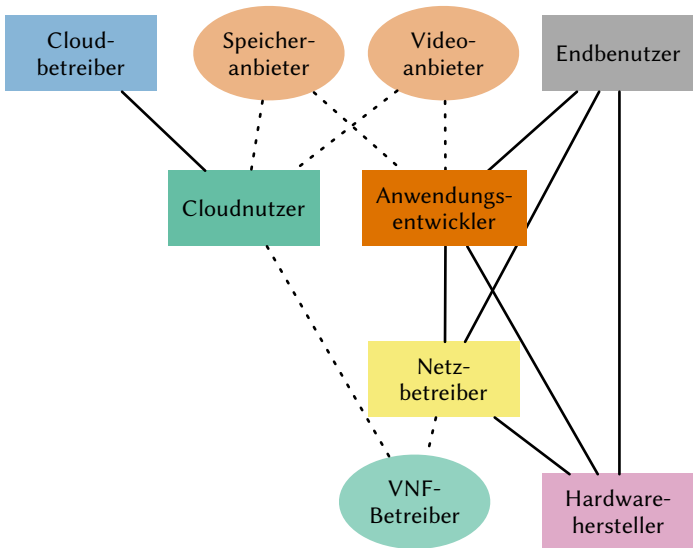 Cloud-
betreiber
Speicher-
anbieter
Video-
anbieter
Endbenutzer
Cloudnutzer
Anwendungs-
entwickler
Netz-
betreiber
VNF-
Betreiber
Hardware-
hersteller